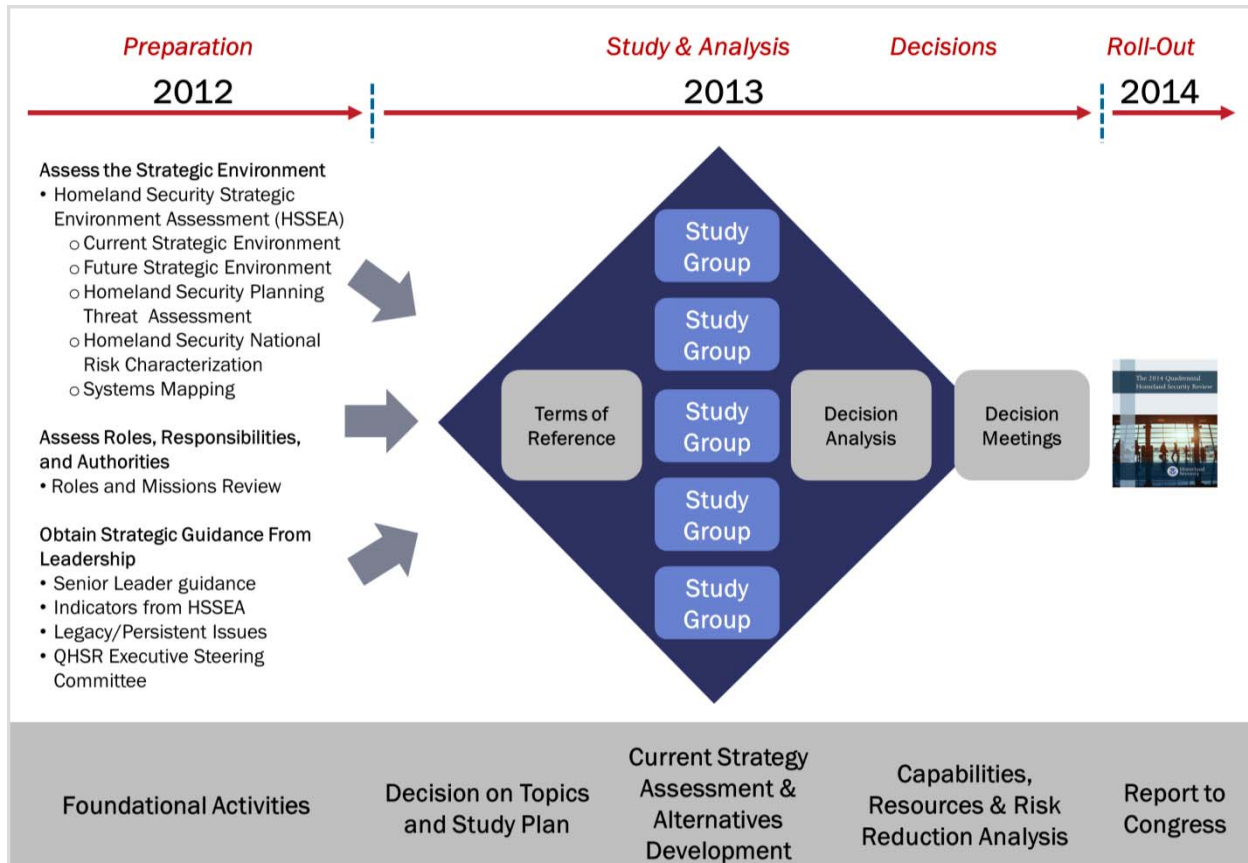 Preparation
Study & Analysis
Decisions
Roll-Out
2012
2013
2014
Assess the Strategic Environment
• Homeland Security Strategic
Environment Assessment (HSSEA)
o Current Strategic Environment
o Future Strategic Environment
o Homeland Security Planning
Threat Assessment
o Homeland Security National
Risk Characterization
o Systems Mapping
Assess Roles, Responsibilities,
and Authorities
• Roles and Missions Review
Obtain Strategic Guidance From
Leadership
• Senior Leader guidance
• Indicators from HSSEA
• Legacy/Persistent Issues
• QHSR Executive Steering
Committee
Terms of
Reference
Study
Group
Study
Group
Study
Group
Study
Group
Study
Group
Decision
Analysis
Decision
Meetings
The 2014 Quadrennial
Homeland Security Review
Homeland
Security
Foundational Activities
Decision on Topics
and Study Plan
Current Strategy
Assessment &
Alternatives
Development
Capabilities,
Resources & Risk
Reduction Analysis
Report to
Congress